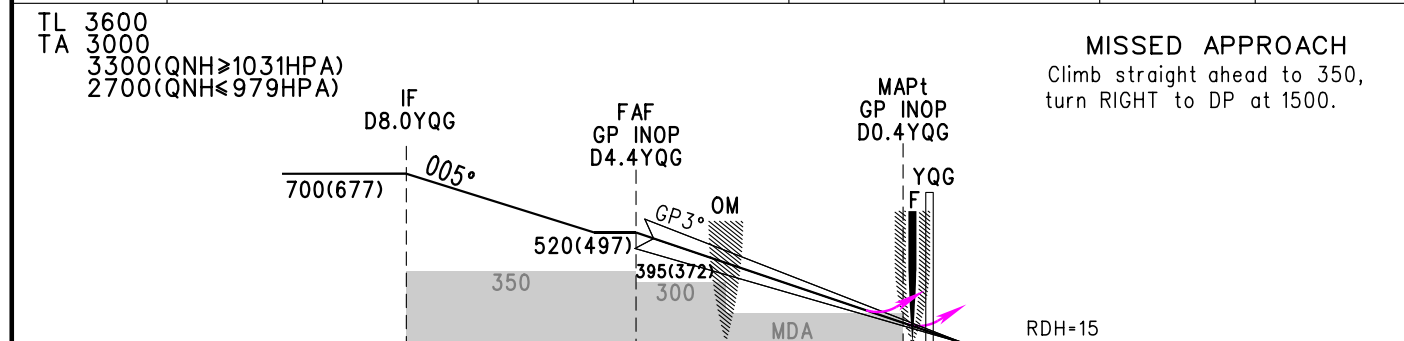 TL 3600
TA 3000
3300(QNH≥1031HPA)
2700(QNH≤979HPA)
MISSED APPROACH
Climb straight ahead to 350,
turn RIGHT to DP at 1500.
IF
D8.0YQG
FAF
GP INOP
D4.4YQG
MAPt
GP INOP
D0.4YQG
YQG
F
005°
700(677)
OM
GP3°
520(497)
395(372)
350
300
MDA
RDH=15